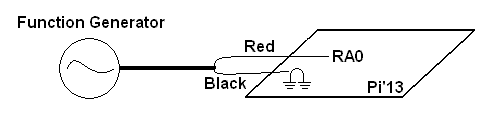 Function Generator
Red
RA0
Black
Pi'13